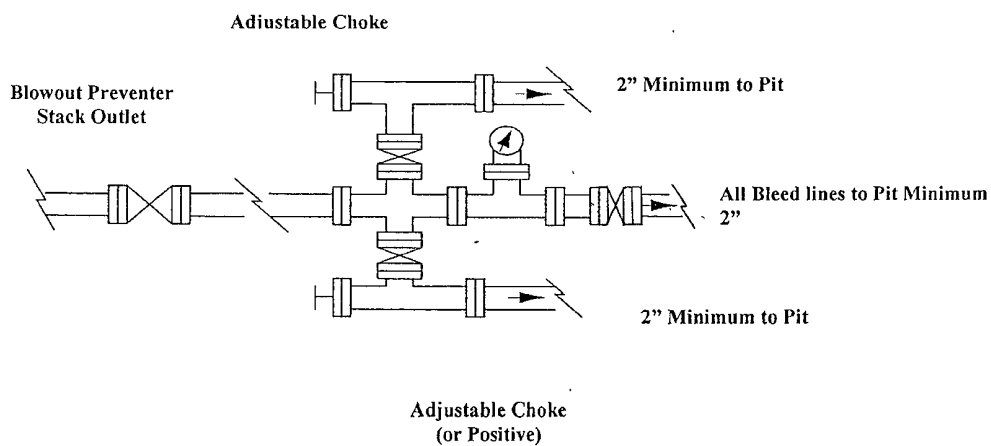 Adjustable Choke
Blowout Preventer
Stack Outlet
2” Minimum to Pit
All Bleed lines to Pit Minimum
2”
2” Minimum to Pit
Adjustable Choke
(or Positive)